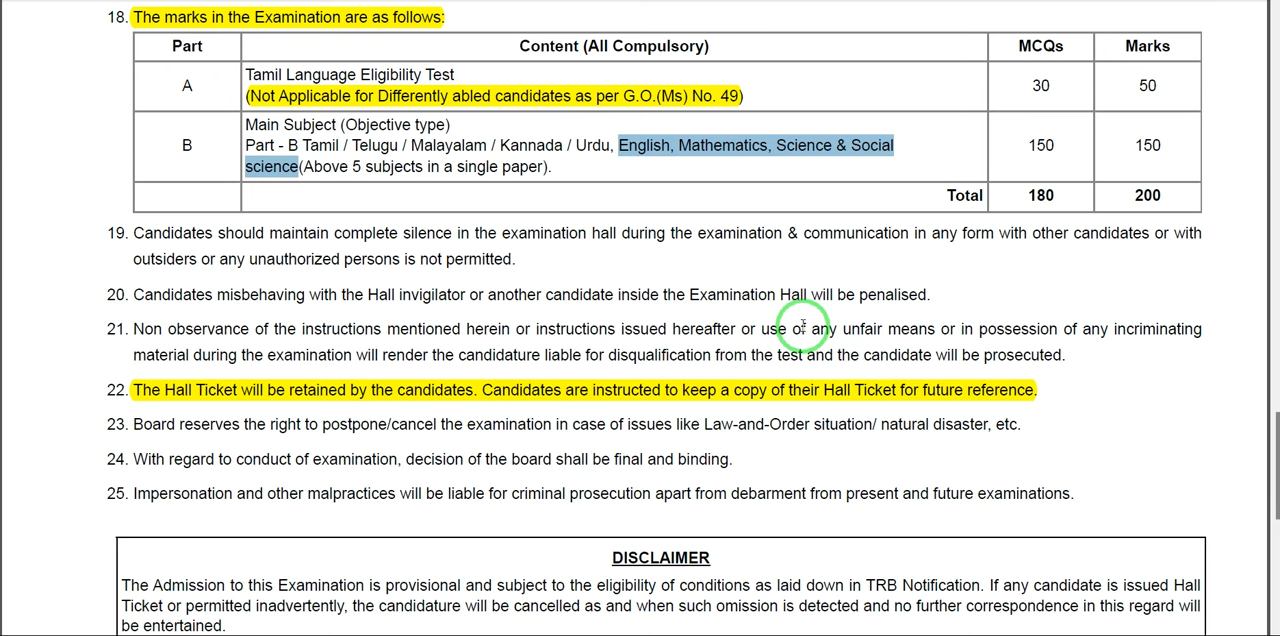 18. The marks in the Examination are as follows:
Part Content (All Compulsory) MCQs Marks
A Tamil Language Eligibility Test
(Not Applicable for Differently abled candidates as per G.O.(Ms) No. 49) 30 50
B Main Subject (Objective type)
Part - B Tamil / Telugu / Malayalam / Kannada / Urdu, English, Mathematics, Science & Social 150 150
science(Above 5 subjects in a single paper).
Total 180 200
19. Candidates should maintain complete silence in the examination hall during the examination & communication in any form with other candidates or with
outsiders or any unauthorized persons is not permitted.
20. Candidates misbehaving with the Hall invigilator or another candidate inside the Examination Hall will be penalised.
21. Non observance of the instructions mentioned herein or instructions issued hereafter or use of any unfair means or in possession of any incriminating
material during the examination will render the candidature liable for disqualification from the test and the candidate will be prosecuted.
22. The Hall Ticket will be retained by the candidates. Candidates are instructed to keep a copy of their Hall Ticket for future reference.
23. Board reserves the right to postpone/cancel the examination in case of issues like Law-and-Order situation/ natural disaster, etc.
24. With regard to conduct of examination, decision of the board shall be final and binding.
25. Impersonation and other malpractices will be liable for criminal prosecution apart from debarment from present and future examinations.
DISCLAIMER
The Admission to this Examination is provisional and subject to the eligibility of conditions as laid down in TRB Notification. If any candidate is issued Hall
Ticket or permitted inadvertently, the candidature will be cancelled as and when such omission is detected and no further correspondence in this regard will
be entertained.